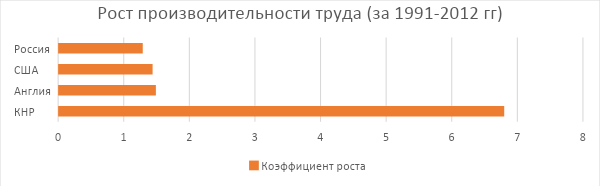 Рост производительности труда (за 1991-2012 гг)
Россия
США
Англия
КНР
0 1 2 3 4 5 6 7 8
Коэффициент роста